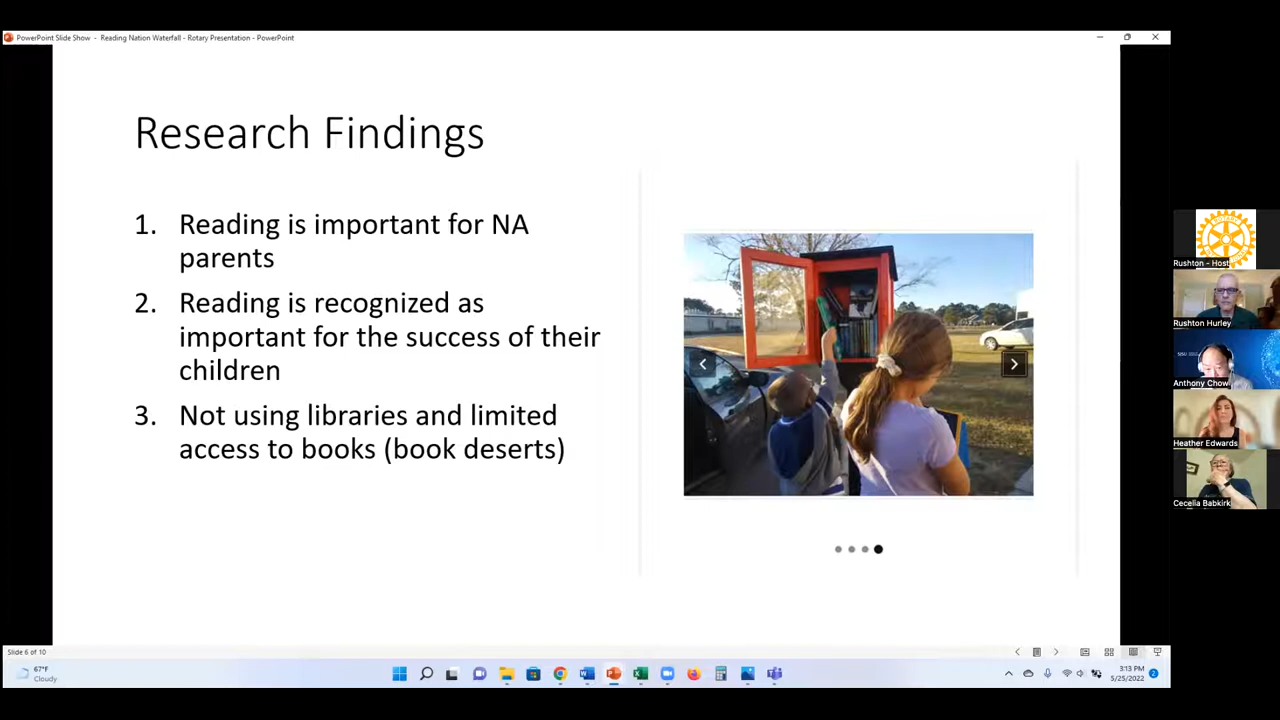 PowerPoint Slide Show - Reading Nation Waterfall - Rotary Presentation - PowerPoint
Research Findings
1. Reading is important for NA
parents
2. Reading is recognized as
important for the success of their
children
3. Not using libraries and limited
access to books (book deserts)
ROTARY
Rushton - Host
Rushton Hurley
SJSU
Anthony Chow
Heather Edwards
Cecelia Babkirk
Slide 6 of 10
67°F
Cloudy
3:13 PM
5/25/2022
2